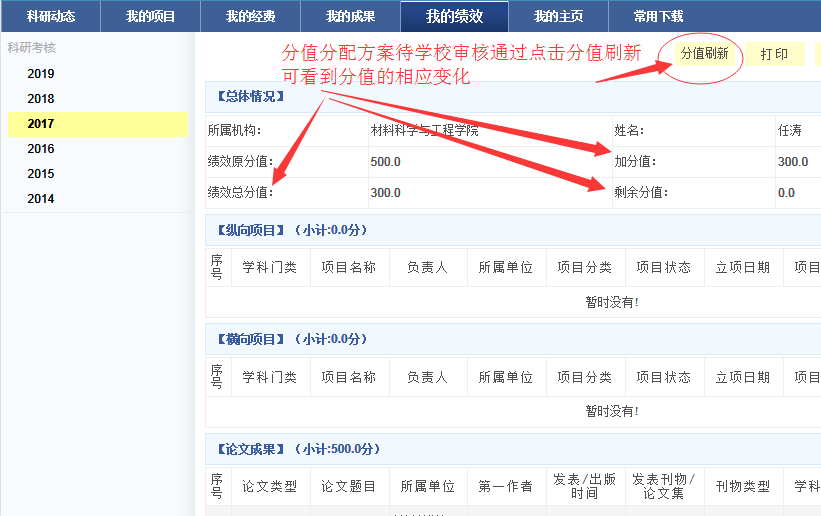 科研动态 我的项目 我的经费 我的成果 我的绩效 我的主页 常用下载
科研考核
2019
2018
2017
2016
2015
2014
分值分配方案待学校审核通过点击分值刷新
可看到分值的相应变化
分值刷新 打印
【总体情况】
所属机构: 材料科学与工程学院 姓名: 任涛
绩效原分值: 500.0 加分值: 300.0
绩效总分值: 300.0 剩余分值: 0.0
【纵向项目】 (小计:0.0分)
序号 学科门类 项目名称 负责人 所属单位 项目分类 项目状态 立项日期 项目
暂时没有!
【横向项目】 (小计:0.0分)
序号 学科门类 项目名称 负责人 所属单位 项目分类 项目状态 立项日期 项目
暂时没有!
【论文成果】 (小计:500.0分)
序号 论文类型 论文题目 所属单位 第一作者 发表/出版时间 发表刊物/论文集 刊物类型 学科